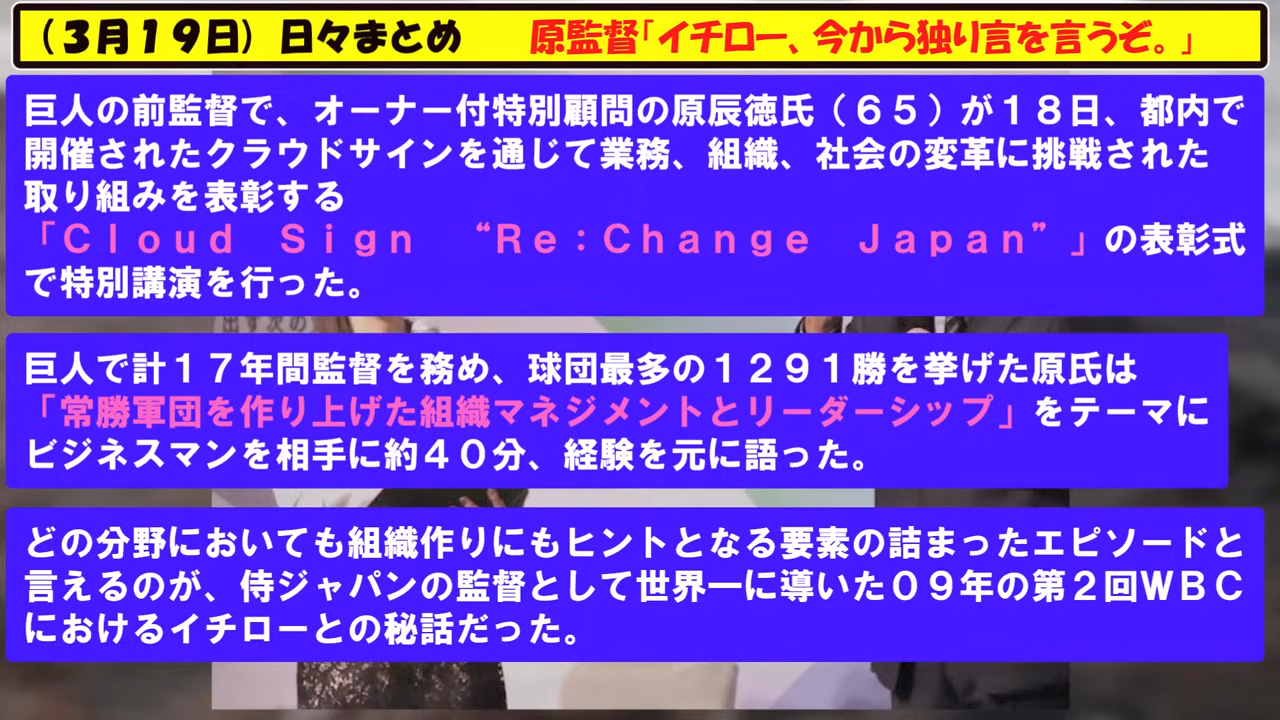 （３月１９日）日々まとめ　原監督「イチロー、今から独り言を言うぞ。」
巨人の前監督で、オーナー付特別顧問の原辰徳氏（６５）が１８日、都内で
開催されたクラウドサインを通じて業務、組織、社会の変革に挑戦された
取り組みを表彰する
「Ｃｌｏｕｄ　Ｓｉｇｎ　“Ｒｅ：Ｃｈａｎｇｅ　Ｊａｐａｎ”」の表彰式
で特別講演を行った。
出す次の
巨人で計１７年間監督を務め、球団最多の１２９１勝を挙げた原氏は
「常勝軍団を作り上げた組織マネジメントとリーダーシップ」をテーマに
ビジネスマンを相手に約４０分、経験を元に語った。
どの分野においても組織作りにもヒントとなる要素の詰まったエピソードと
言えるのが、侍ジャパンの監督として世界一に導いた０９年の第２回ＷＢＣ
におけるイチローとの秘話だった。